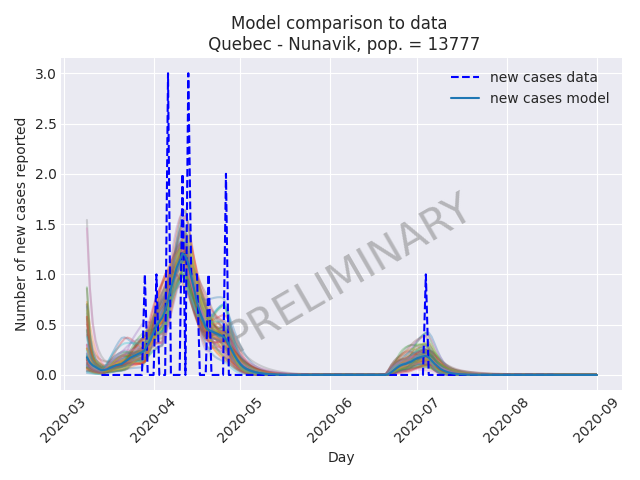 Model comparison to data
Quebec - Nunavik, pop. = 13777
new cases data
new cases model
Number of new cases reported
3.0
2.5
2.0
1.5
1.0
0.5
0.0
PRELIMINARY
2020-03
2020-04
2020-05
2020-06
2020-07
2020-08
2020-09
Day